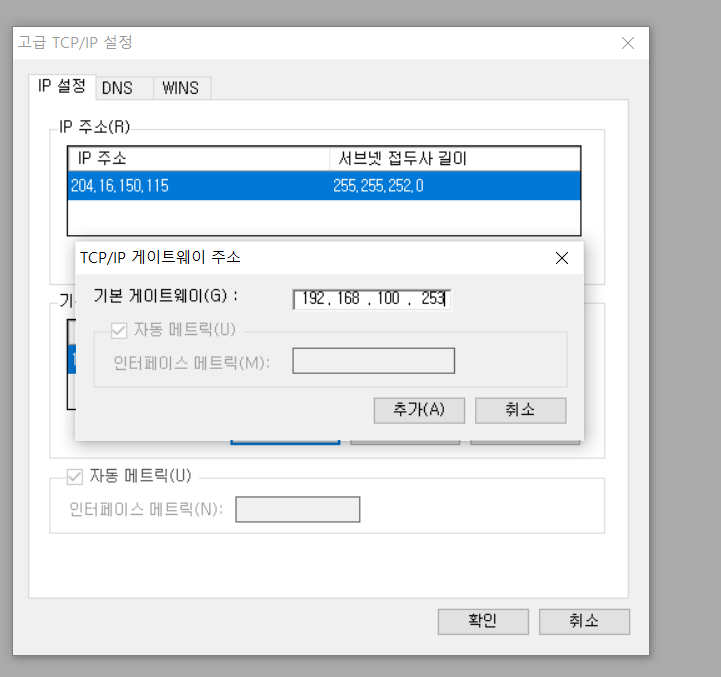 고급 TCP/IP 설정
IP 설정 DNS WINS
IP 주소(R)
IP 주소 서브넷 접두사 길이
204.16.150.115 255.255.252.0
TCP/IP 게이트웨이 주소
기본 게이트웨이(G) : 192 . 168 . 100 . 253
자동 메트릭(U)
인터페이스 메트릭(M):
추가(A) 취소
자동 메트릭(U)
인터페이스 메트릭(N):
확인 취소